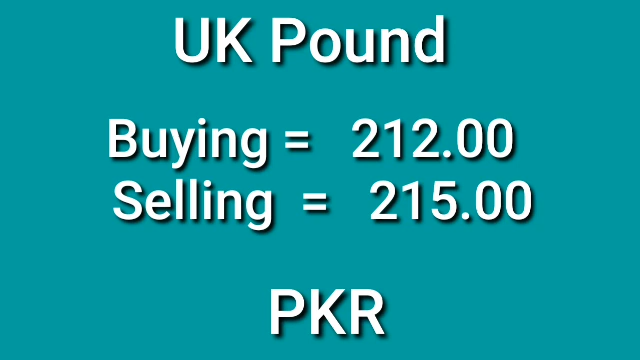 UK Pound
Buying = 212.00
Selling = 215.00
PKR